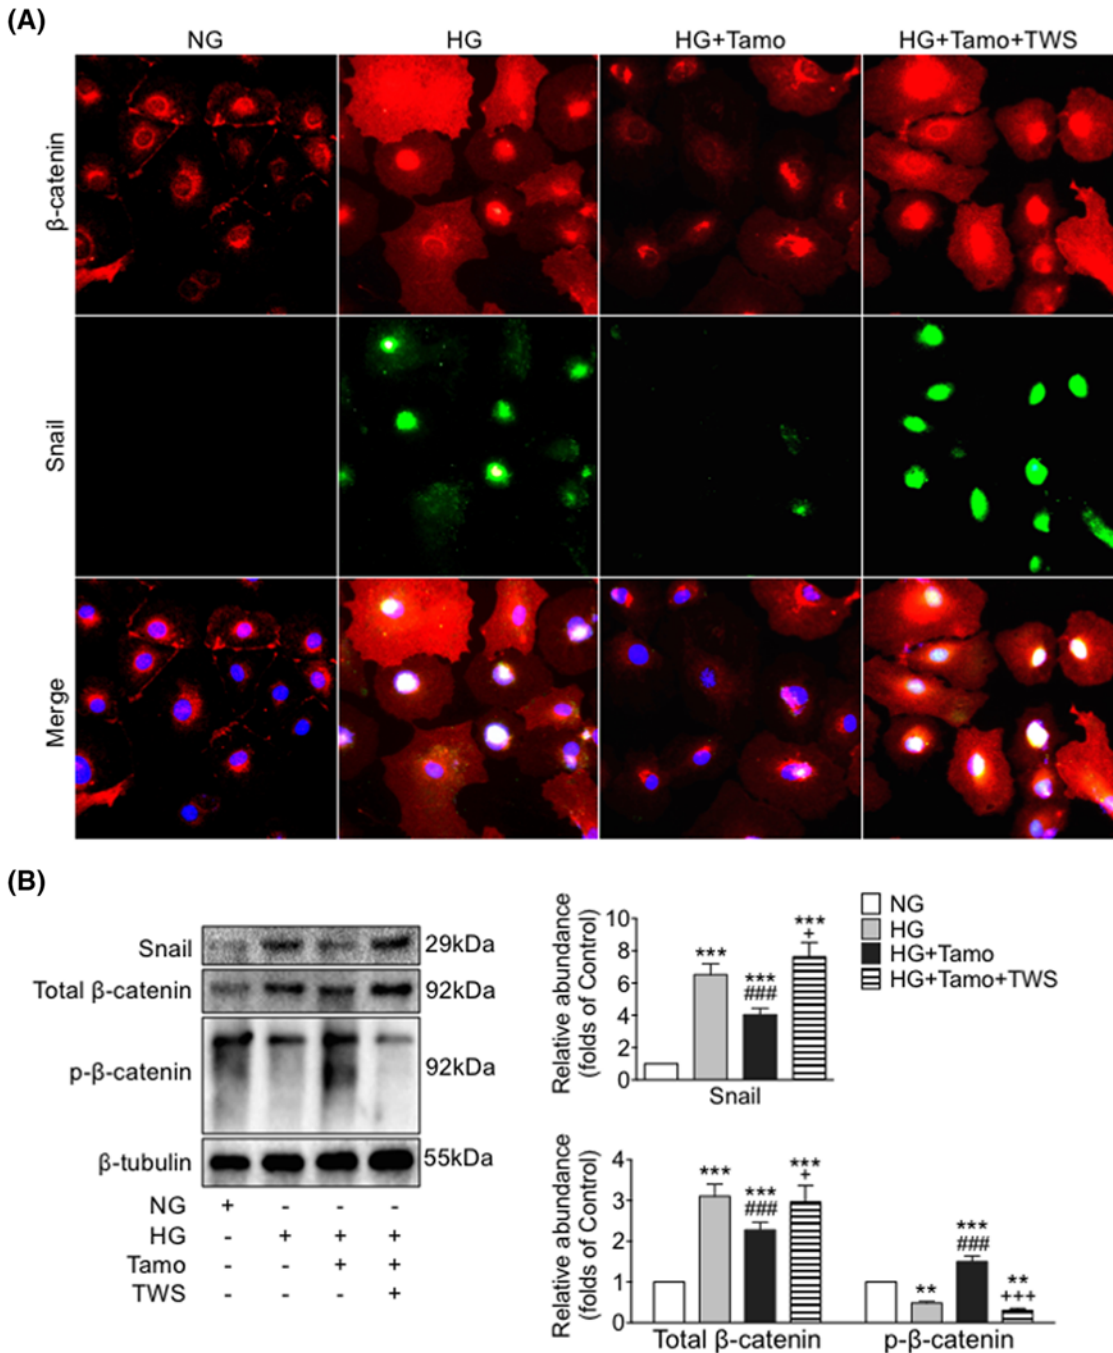 (A)
NG HG HG+Tamo HG+Tamo+TWS
β-catenin
Snail
Merge
(B)
Snail 29kDa
Total β-catenin 92kDa
p-β-catenin 92kDa
β-tubulin 55kDa
NG + - - -
HG - + + +
Tamo - - + +
TWS - - - +
Relative abundance
(folds of Control)
10
8
6
4
2
0
***
***
###
***
+
Snail
NG
HG
HG+Tamo
HG+Tamo+TWS
Relative abundance
(folds of Control)
4
3
2
1
0
***
***
###
***
+
**
***
###
**
+++
Total β-catenin p-β-catenin